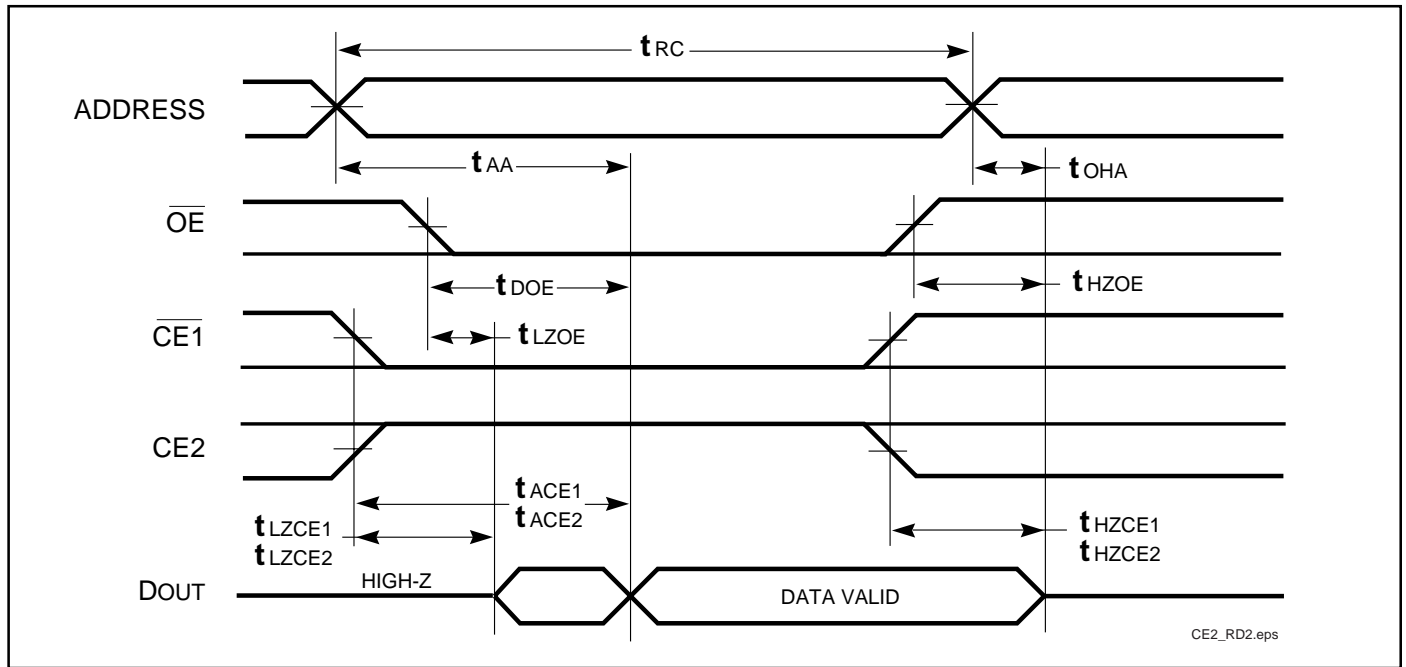 tRC
ADDRESS
tAA
tOHA
OE
tDOE
tHZOE
tLZOE
CE1
CE2
tACE1
tACE2
tLZCE1
tLZCE2
tHZCE1
tHZCE2
HIGH-Z
DOUT
DATA VALID
CE2_RD2.eps